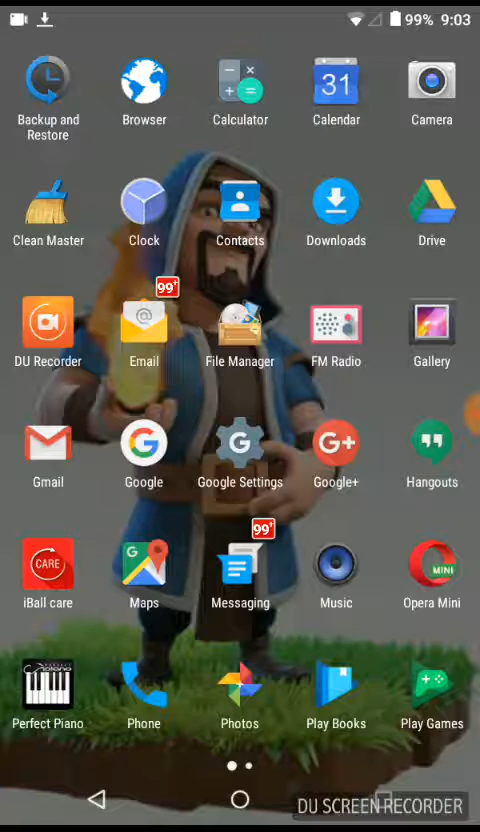 99% 9:03
31
Backup and
Restore
Browser
Calculator
Calendar
Camera
Clean Master
Clock
Contacts
Downloads
Drive
99+
DU Recorder
Email
File Manager
FM Radio
Gallery
G
G
G+
Gmail
Google
Google Settings
Google+
Hangouts
99+
CARE
G
MINI
iBall care
Maps
Messaging
Music
Opera Mini
Perfect Piano
Phone
Photos
Play Books
Play Games
DU SCREEN RECORDER